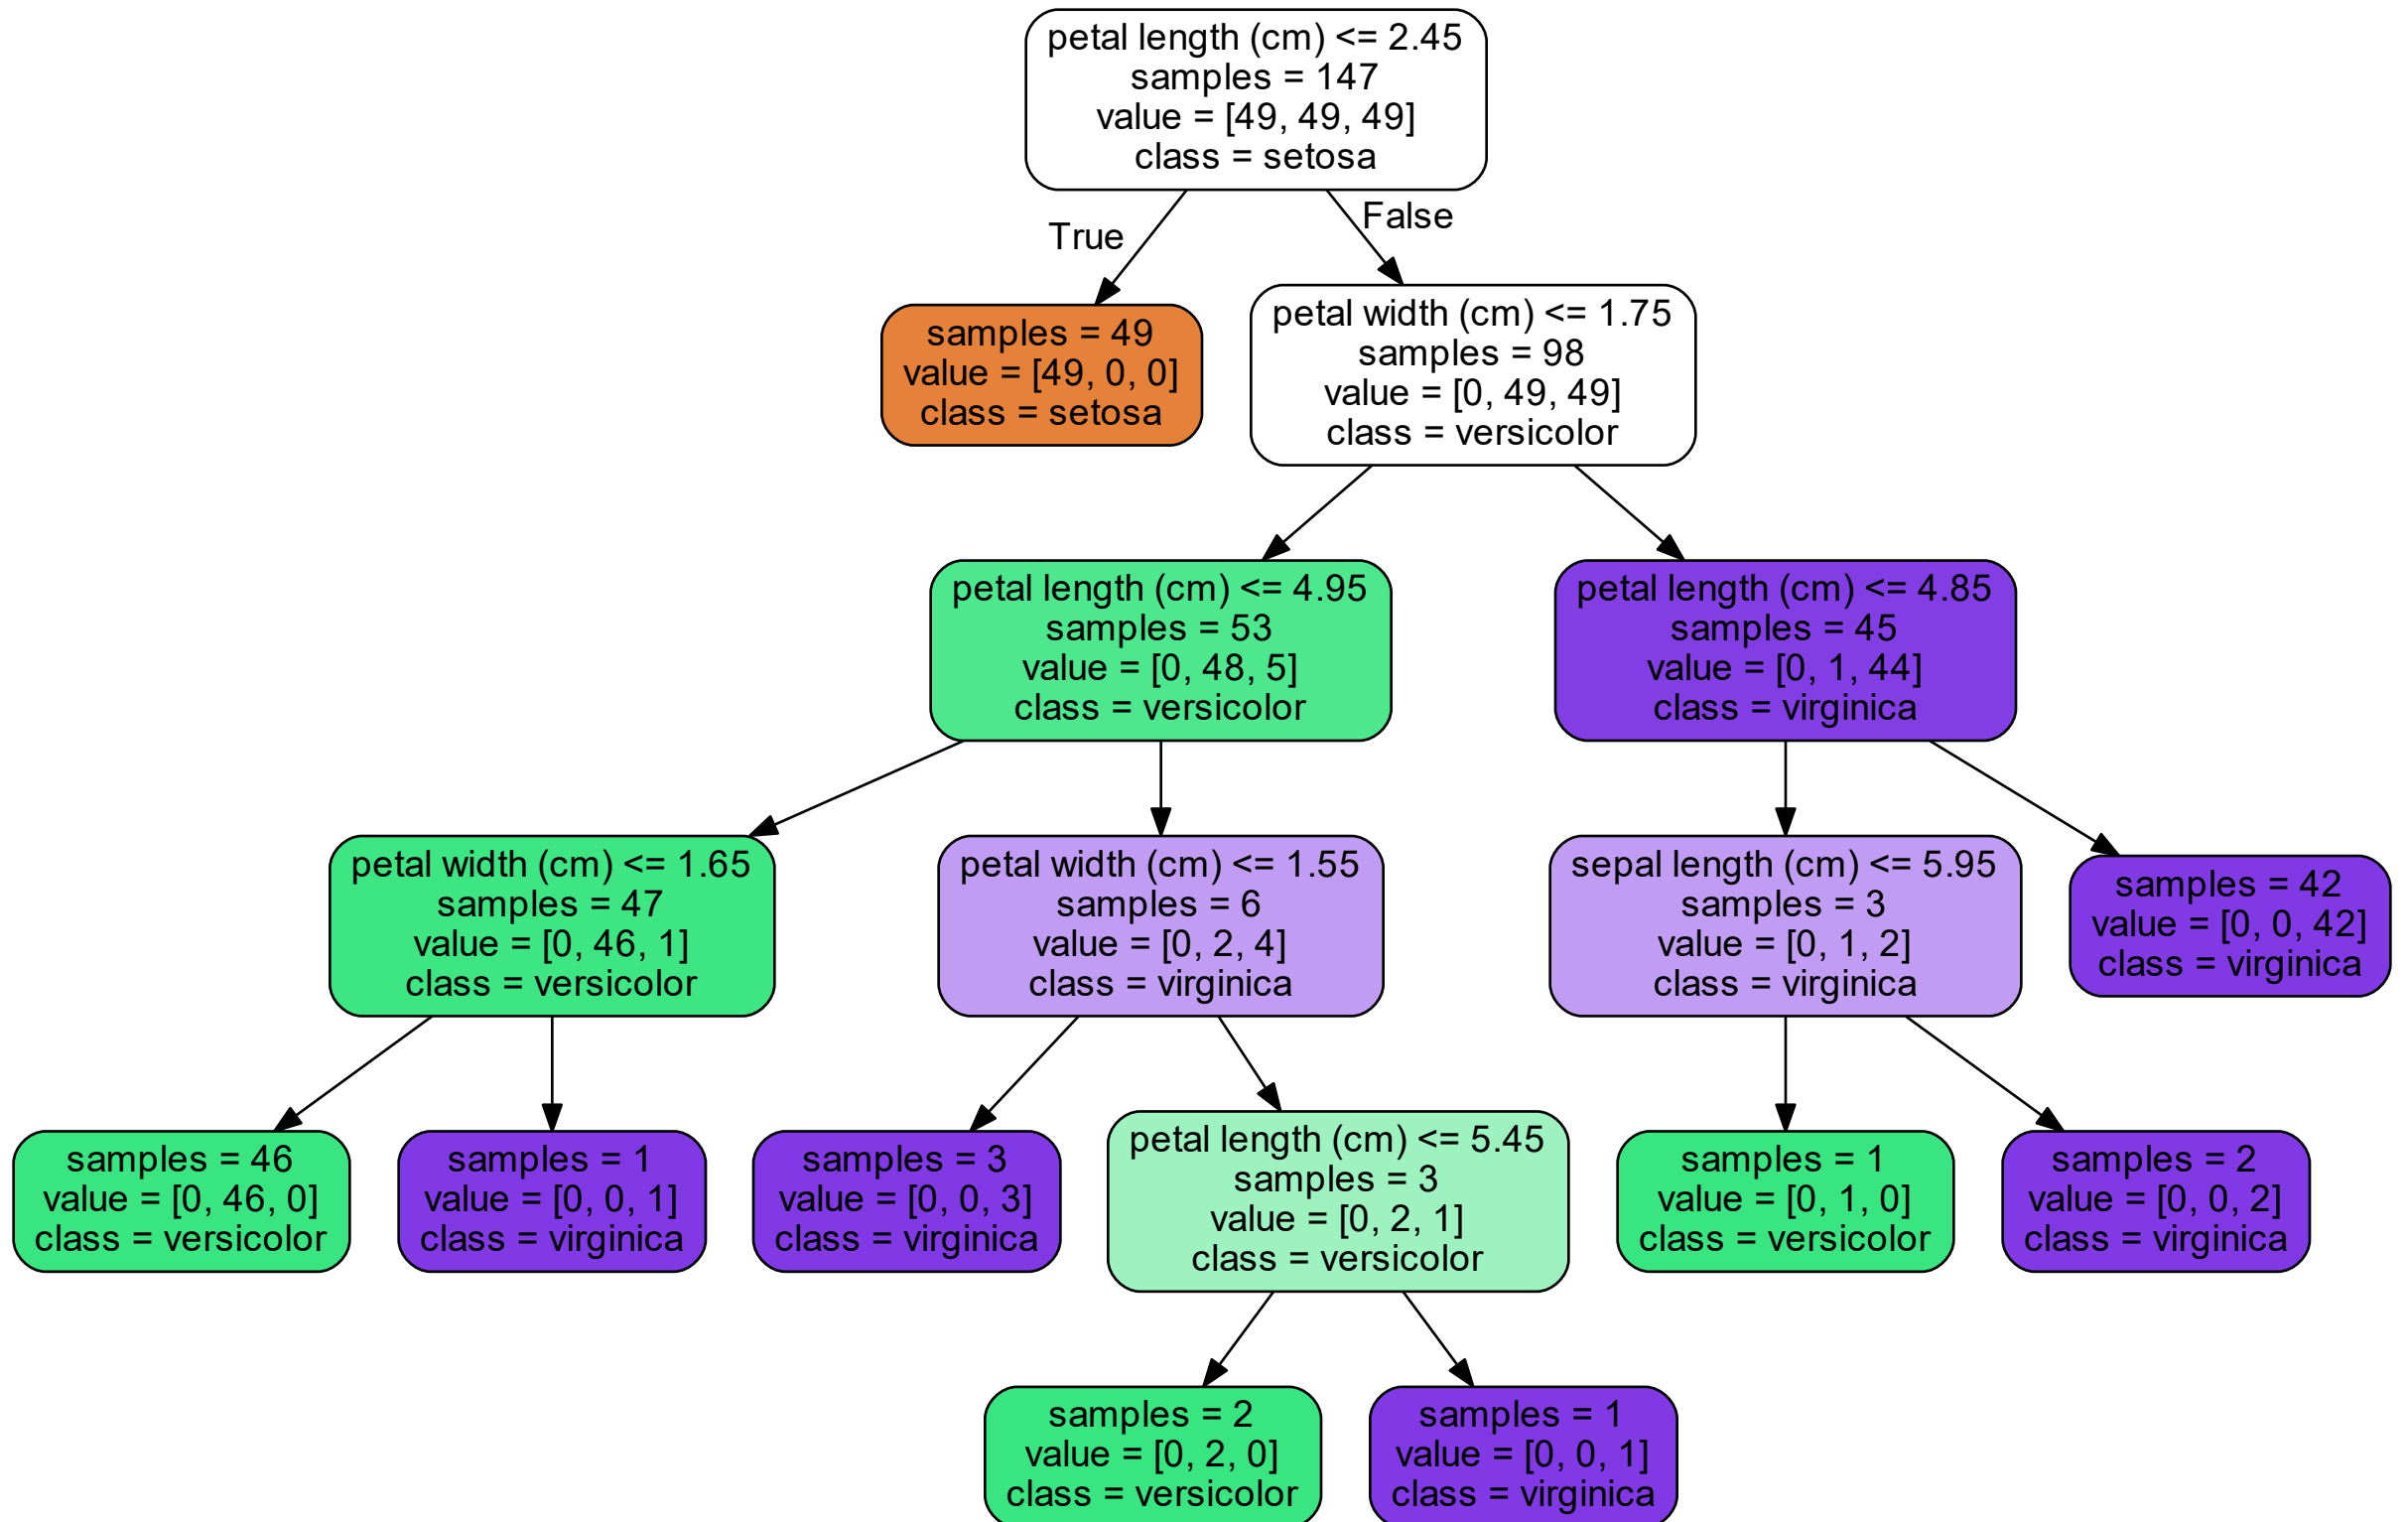 petal length (cm) <= 2.45
samples = 147
value = [49, 49, 49]
class = setosa
True
False
samples = 49
value = [49, 0, 0]
class = setosa
petal width (cm) <= 1.75
samples = 98
value = [0, 49, 49]
class = versicolor
petal length (cm) <= 4.95
samples = 53
value = [0, 48, 5]
class = versicolor
petal length (cm) <= 4.85
samples = 45
value = [0, 1, 44]
class = virginica
petal width (cm) <= 1.65
samples = 47
value = [0, 46, 1]
class = versicolor
petal width (cm) <= 1.55
samples = 6
value = [0, 2, 4]
class = virginica
sepal length (cm) <= 5.95
samples = 3
value = [0, 1, 2]
class = virginica
samples = 42
value = [0, 0, 42]
class = virginica
samples = 46
value = [0, 46, 0]
class = versicolor
samples = 1
value = [0, 0, 1]
class = virginica
samples = 3
value = [0, 0, 3]
class = virginica
petal length (cm) <= 5.45
samples = 3
value = [0, 2, 1]
class = versicolor
samples = 1
value = [0, 1, 0]
class = versicolor
samples = 2
value = [0, 0, 2]
class = virginica
samples = 2
value = [0, 2, 0]
class = versicolor
samples = 1
value = [0, 0, 1]
class = virginica